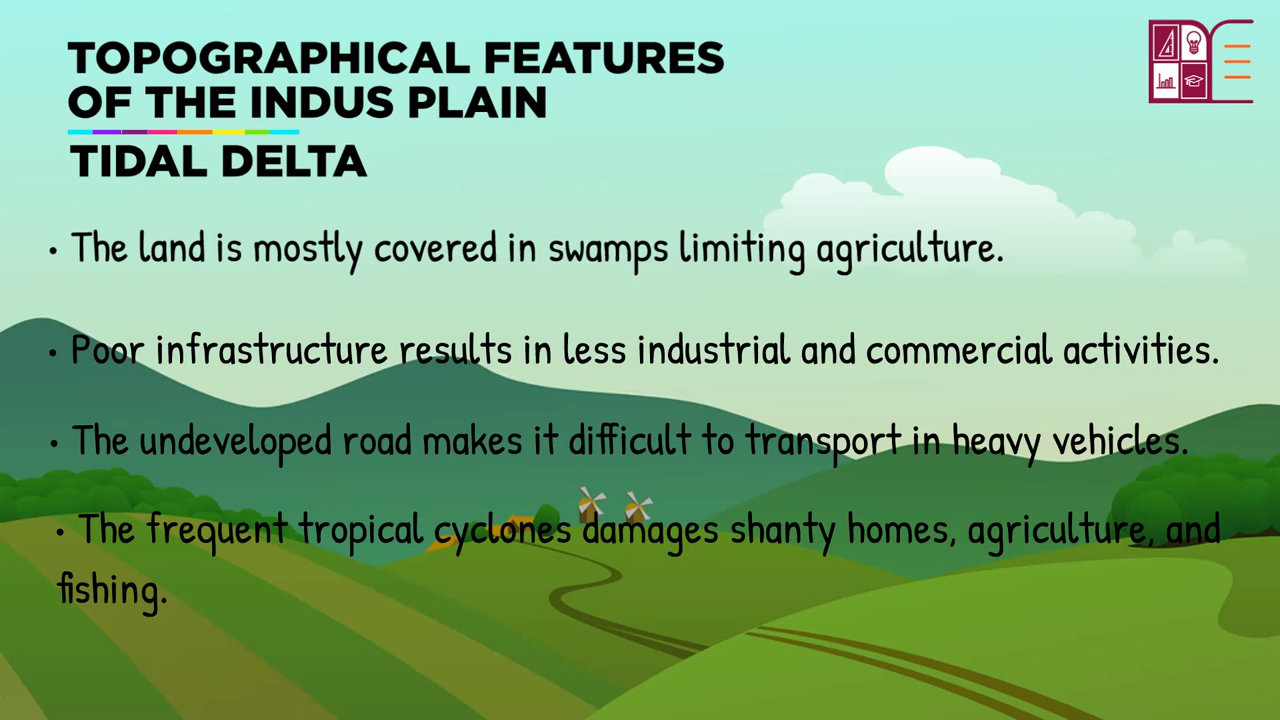 TOPOGRAPHICAL FEATURES
OF THE INDUS PLAIN
TIDAL DELTA
• The land is mostly covered in swamps limiting agriculture.
• Poor infrastructure results in less industrial and commercial activities.
• The undeveloped road makes it difficult to transport in heavy vehicles.
• The frequent tropical cyclones damages shanty homes, agriculture, and
fishing.